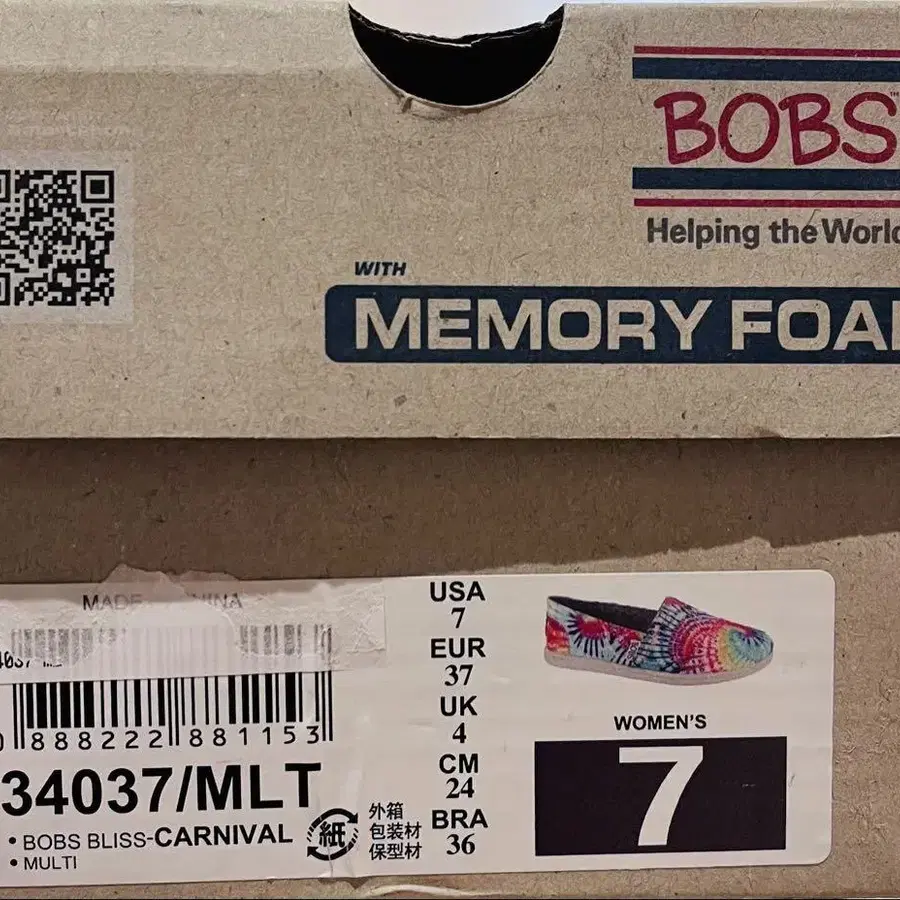 BOBS™
Helping the World
WITH
MEMORY FOA
MADE
888222 881153
34037/MLT
• BOBS BLISS-CARNIVAL
• MULTI
紙
外箱
包装材
保型材
USA
7
EUR
37
UK
4
CM
24
BRA
36
WOMEN'S
7